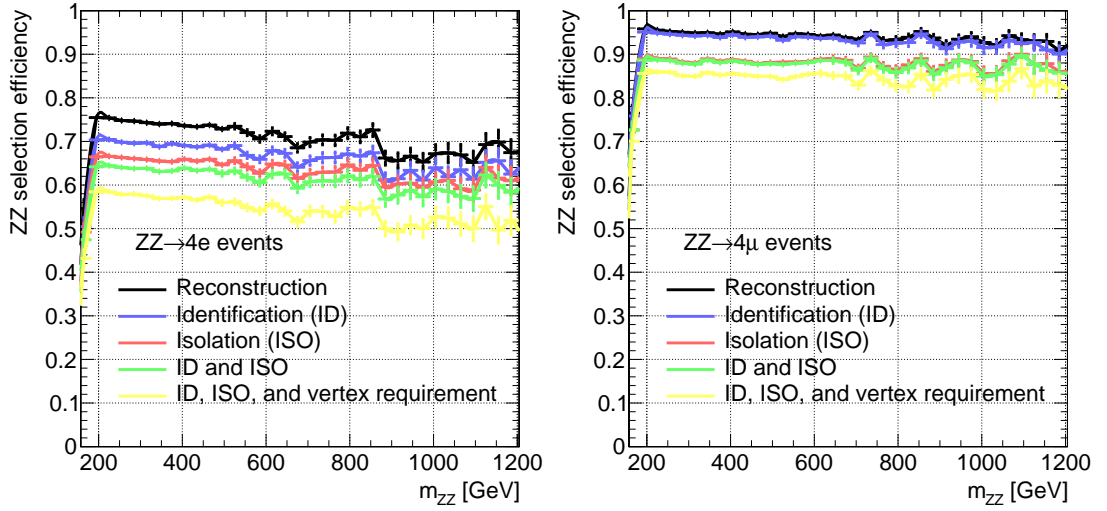 ZZ selection efficiency
1
0.9
0.8
0.7
0.6
0.5
0.4
0.3
0.2
0.1
0
ZZ→4e events
Reconstruction
Identification (ID)
Isolation (ISO)
ID and ISO
ID, ISO, and vertex requirement
200 400 600 800 1000 1200
m_ZZ [GeV]
ZZ selection efficiency
1
0.9
0.8
0.7
0.6
0.5
0.4
0.3
0.2
0.1
0
ZZ→4μ events
Reconstruction
Identification (ID)
Isolation (ISO)
ID and ISO
ID, ISO, and vertex requirement
200 400 600 800 1000 1200
m_ZZ [GeV]